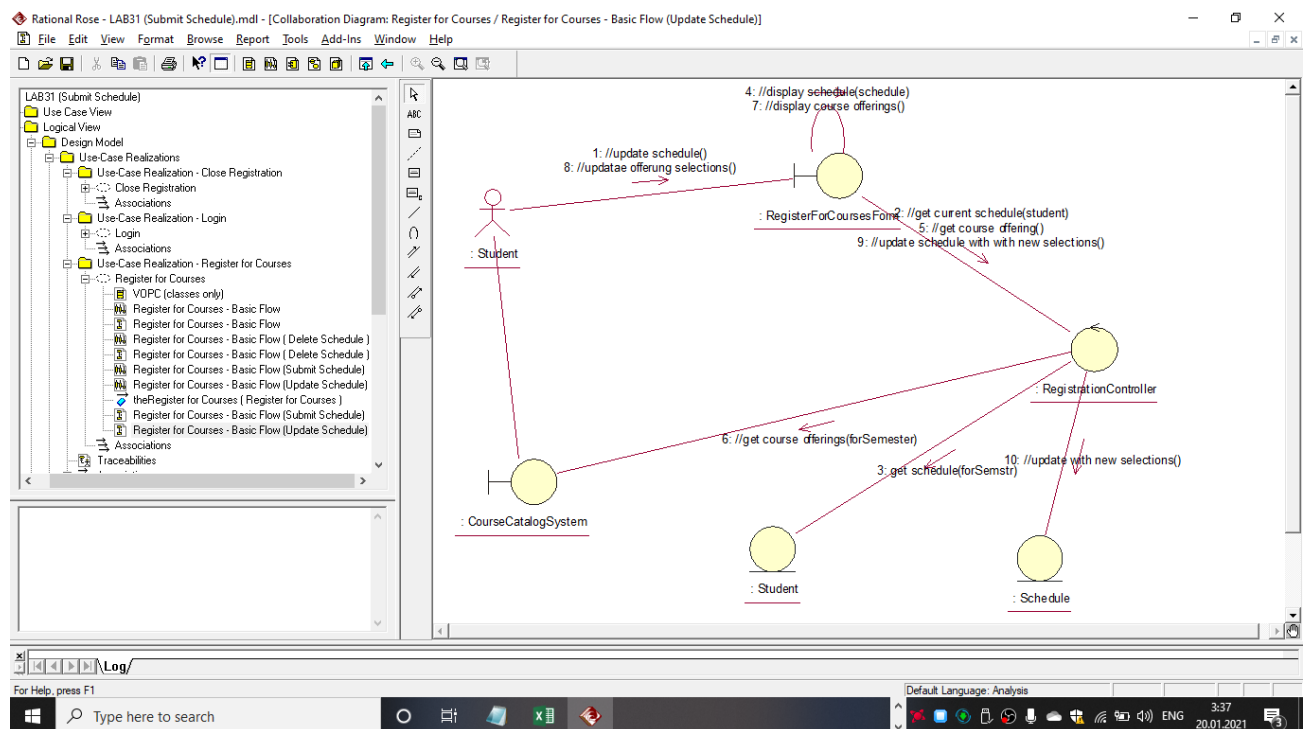 Rational Rose - LAB31 (Submit Schedule).mdl - [Collaboration Diagram: Register for Courses / Register for Courses - Basic Flow (Update Schedule)]
File Edit View Format Browse Report Tools Add-Ins Window Help
LAB31 (Submit Schedule)
Use Case View
Logical View
Design Model
Use-Case Realizations
Use-Case Realization - Close Registration
Close Registration
Associations
Use-Case Realization - Login
Login
Associations
Use-Case Realization - Register for Courses
Register for Courses
VOPC (classes only)
Register for Courses - Basic Flow
Register for Courses - Basic Flow
Register for Courses - Basic Flow ( Delete Schedule )
Register for Courses - Basic Flow ( Delete Schedule )
Register for Courses - Basic Flow (Submit Schedule)
Register for Courses - Basic Flow (Update Schedule)
theRegister for Courses ( Register for Courses )
Register for Courses - Basic Flow (Submit Schedule)
Register for Courses - Basic Flow (Update Schedule)
Associations
Traceabilities
ABC
4: //display schedule(schedule)
7: //display course offerings()
1: //update schedule()
8: //updatae offerung selections()
: RegisterForCoursesForm
2: //get current schedule(student)
5: //get course offering()
9: //update schedule with with new selections()
: Student
: RegistrationController
6: //get course offerings(forSemester)
3: get schedule(forSemstr)
10: //update with new selections()
: CourseCatalogSystem
: Student
: Schedule
Log
For Help, press F1
Default Language: Analysis
Type here to search
ENG
3:37
20.01.2021
3